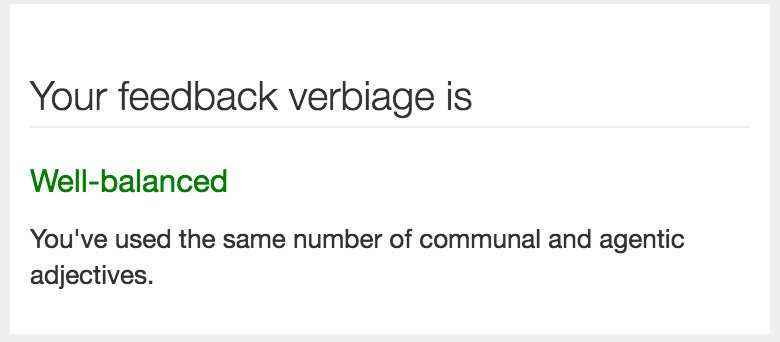 Your feedback verbiage is
Well-balanced
You've used the same number of communal and agentic
adjectives.